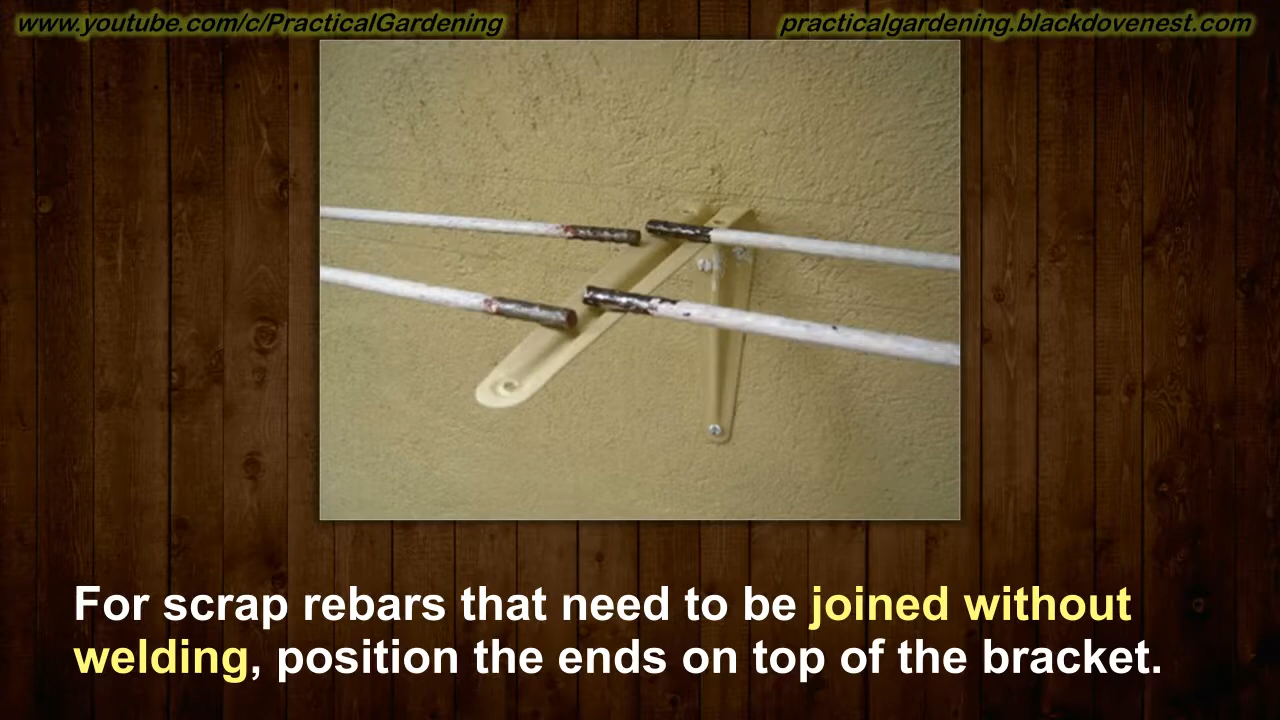 www.youtube.com/c/PracticalGardening
practicalgardening.blackdovenest.com
For scrap rebars that need to be joined without
welding, position the ends on top of the bracket.